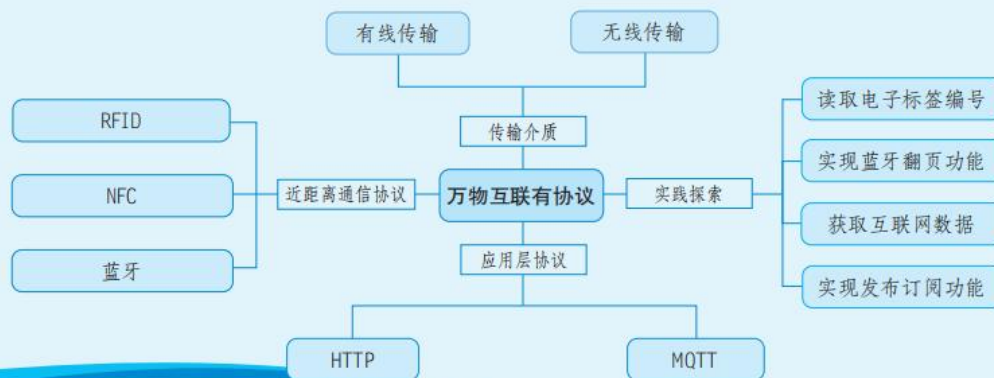 有线传输
无线传输
传输介质
RFID
NFC
蓝牙
近距离通信协议
万物互联有协议
实践探索
读取电子标签编号
实现蓝牙翻页功能
获取互联网数据
实现发布订阅功能
应用层协议
HTTP
MQTT